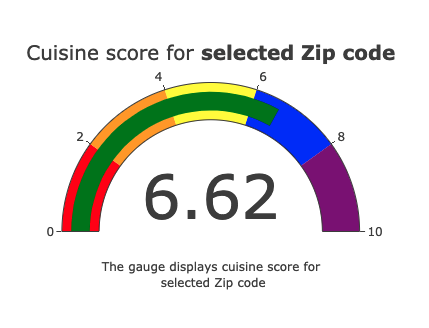 Cuisine score for selected Zip code
4
6
2
8
6.62
0
10
The gauge displays cuisine score for
selected Zip code